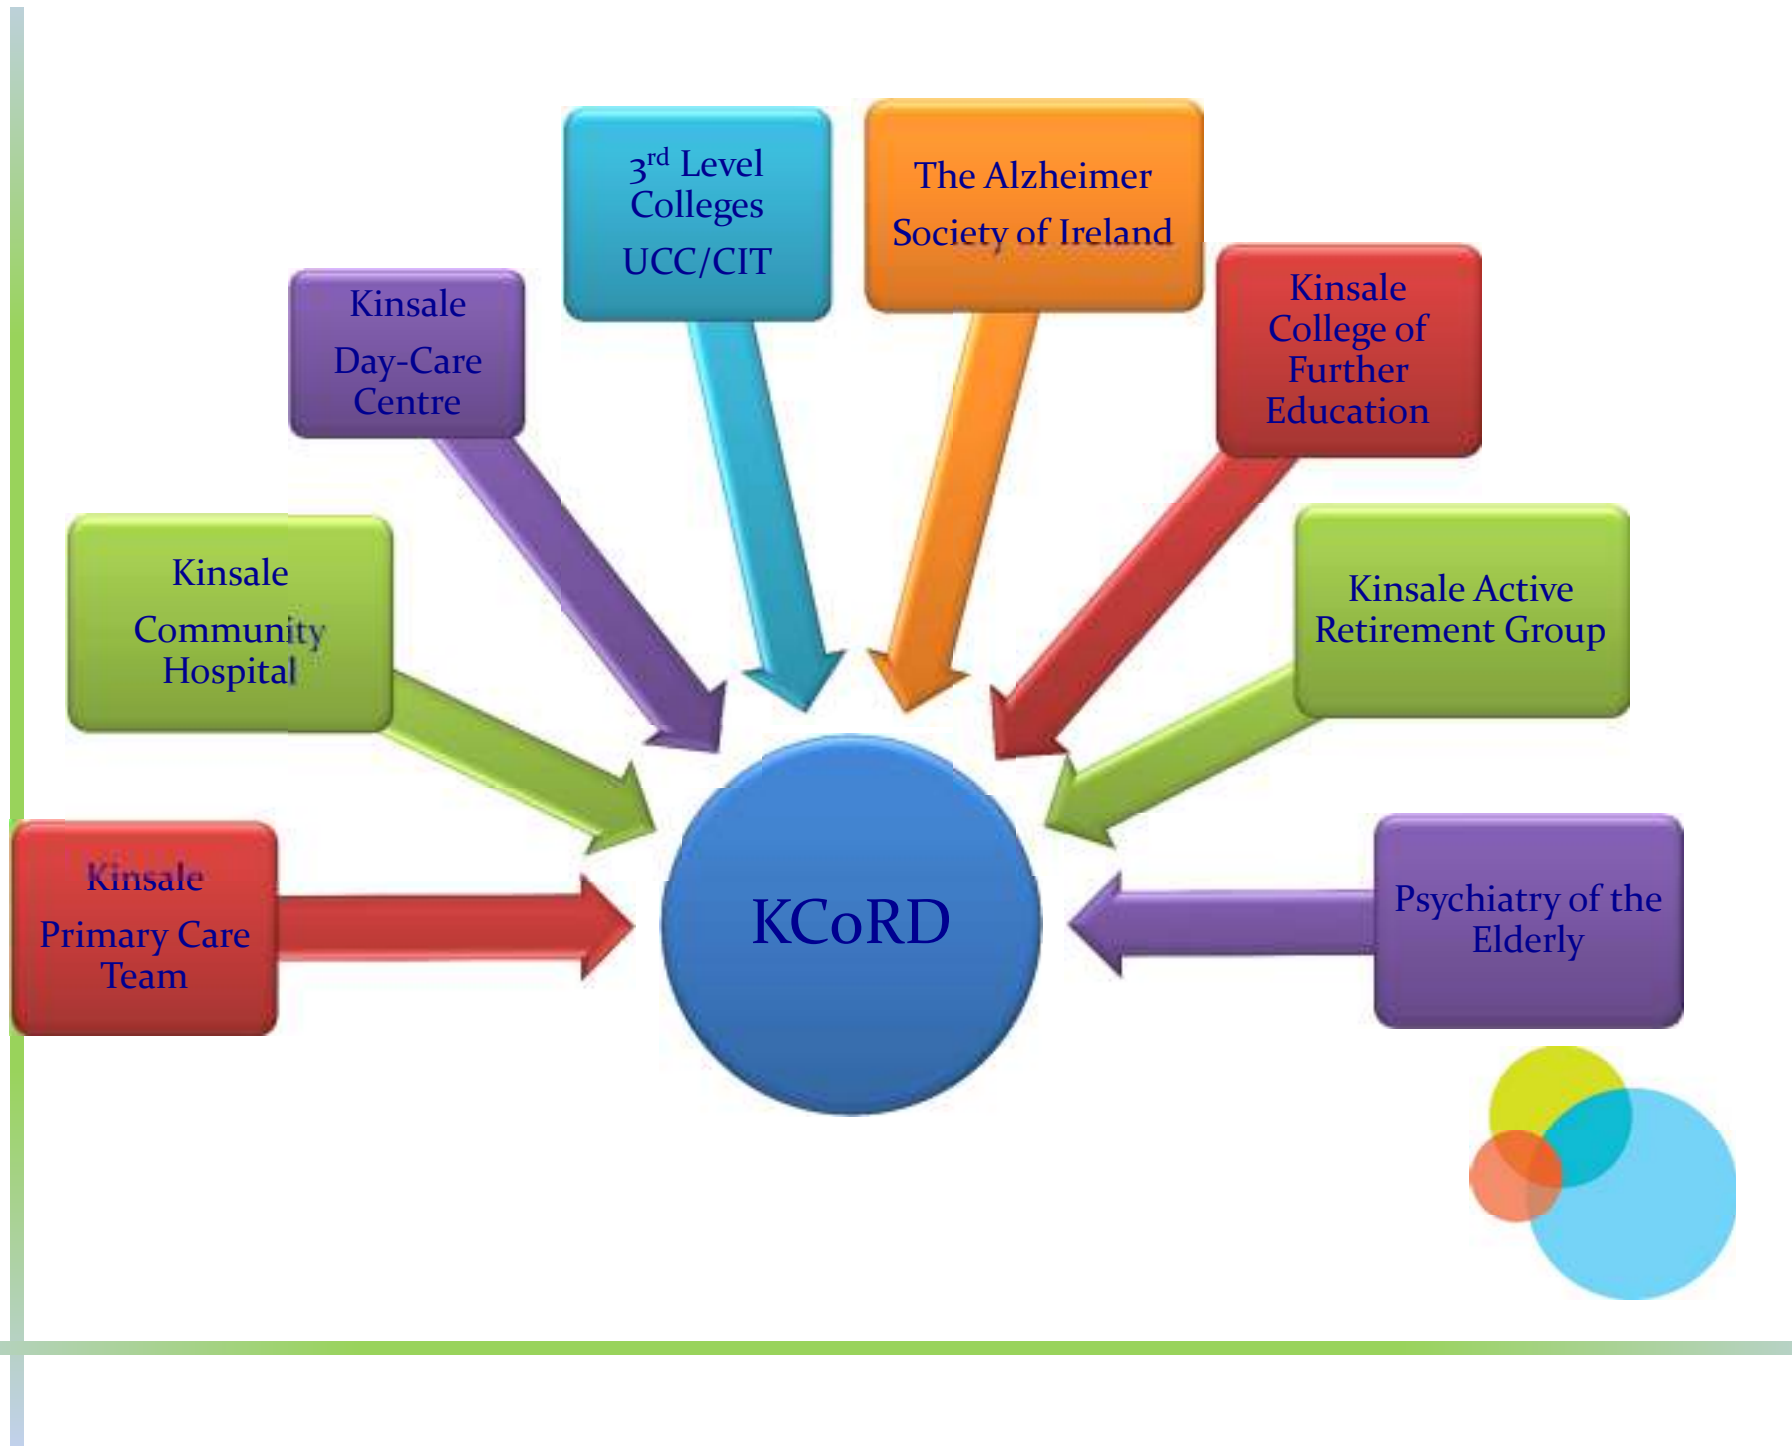 3rd Level
Colleges
UCC/CIT
The Alzheimer
Society of Ireland
Kinsale
Day-Care
Centre
Kinsale
College of
Further
Education
Kinsale
Community
Hospital
Kinsale Active
Retirement Group
Kinsale
Primary Care
Team
KCoRD
Psychiatry of the
Elderly